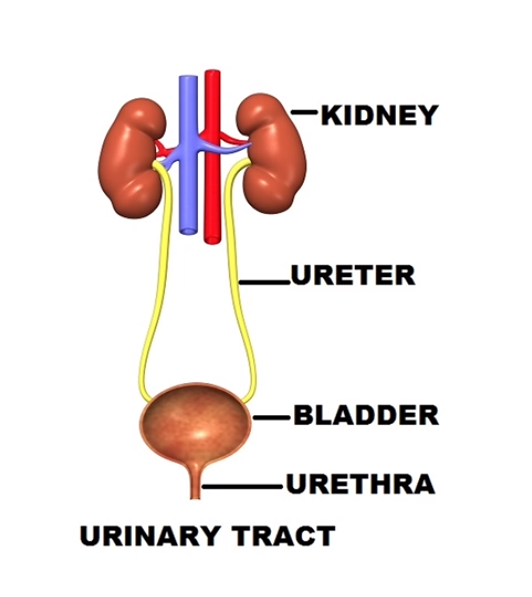 KIDNEY
URETER
BLADDER
URETHRA
URINARY TRACT